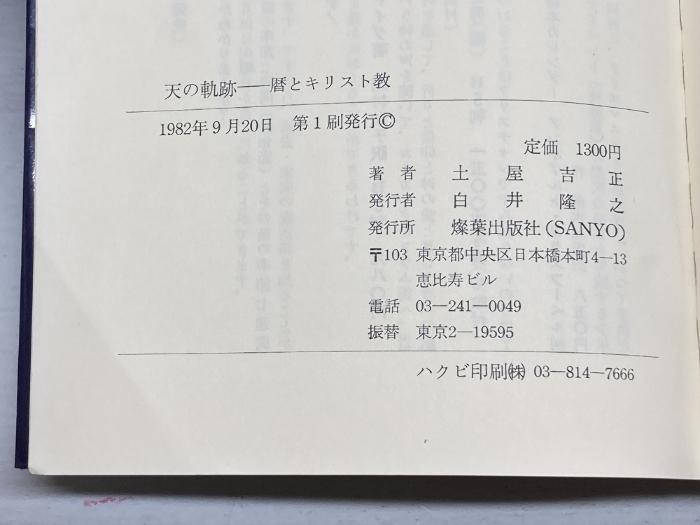 天の軌跡——暦とキリスト教
1982年9月20日 第1刷発行©
定価 1300円
著者 土屋吉正
発行者 白井隆之
発行所 燦葉出版社(SANYO)
〒103 東京都中央区日本橋本町4—13
恵比寿ビル
電話 03—241—0049
振替 東京2—19595
ハクビ印刷㈱ 03—814—7666